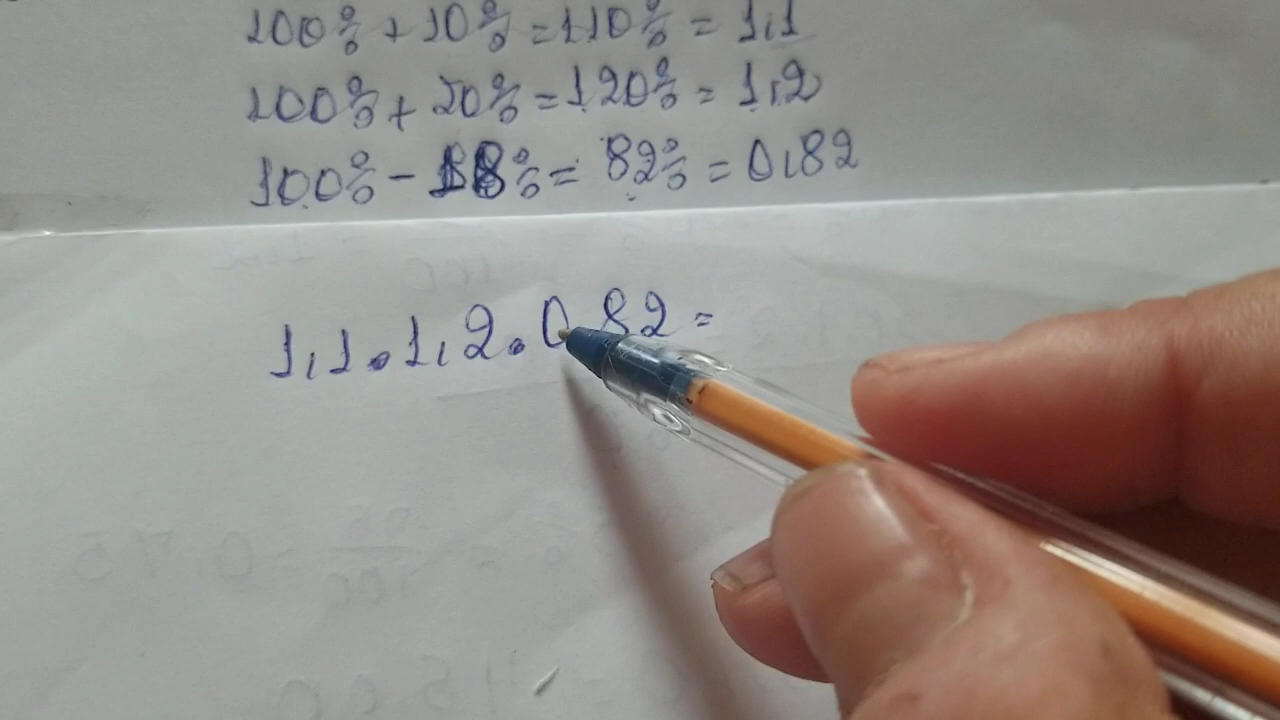 100% + 10% = 110% = 1,1
100% + 20% = 120% = 1,2
100% - 18% = 82% = 0,82
1,1 . 1,2 . 0,82 =